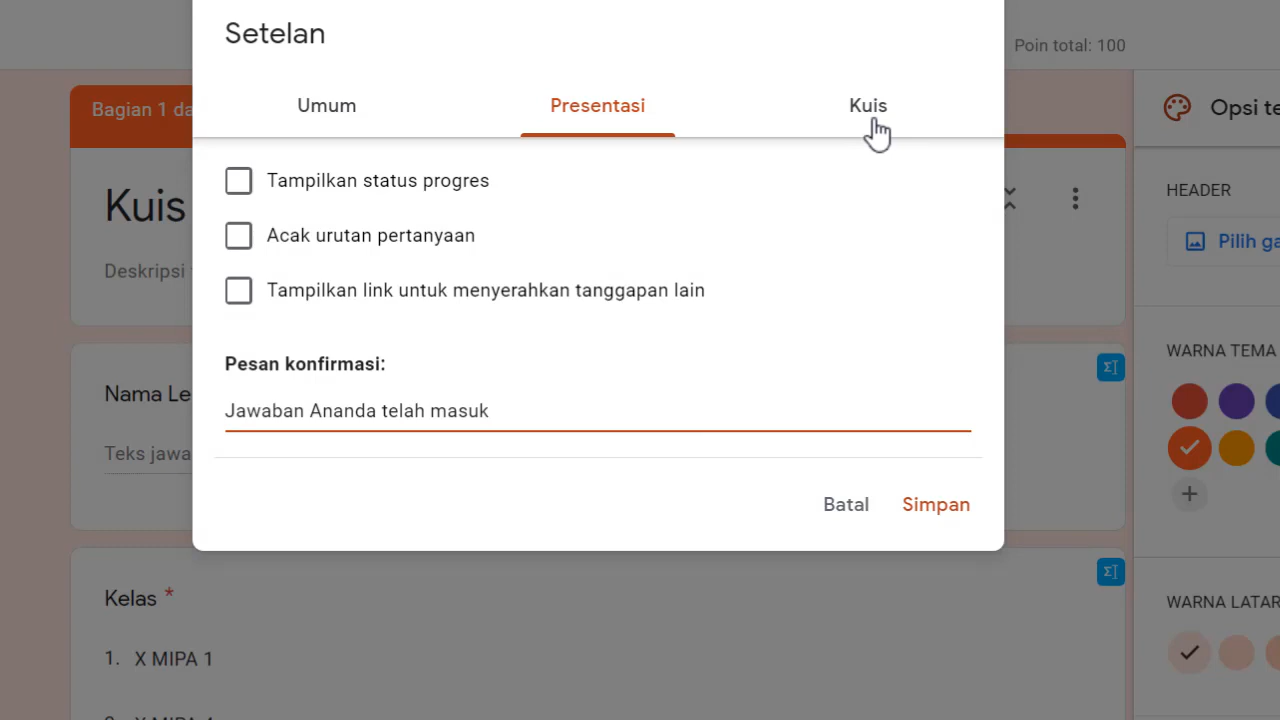 Setelan
Poin total: 100
Umum
Presentasi
Kuis
Bagian 1 da
Opsi te
Tampilkan status progres
Acak urutan pertanyaan
Tampilkan link untuk menyerahkan tanggapan lain
Kuis
Deskripsi
HEADER
Pilih ga
Pesan konfirmasi:
Jawaban Ananda telah masuk
Nama Le
Teks jawa
WARNA TEMA
Batal
Simpan
Kelas *
1. X MIPA 1
WARNA LATAR